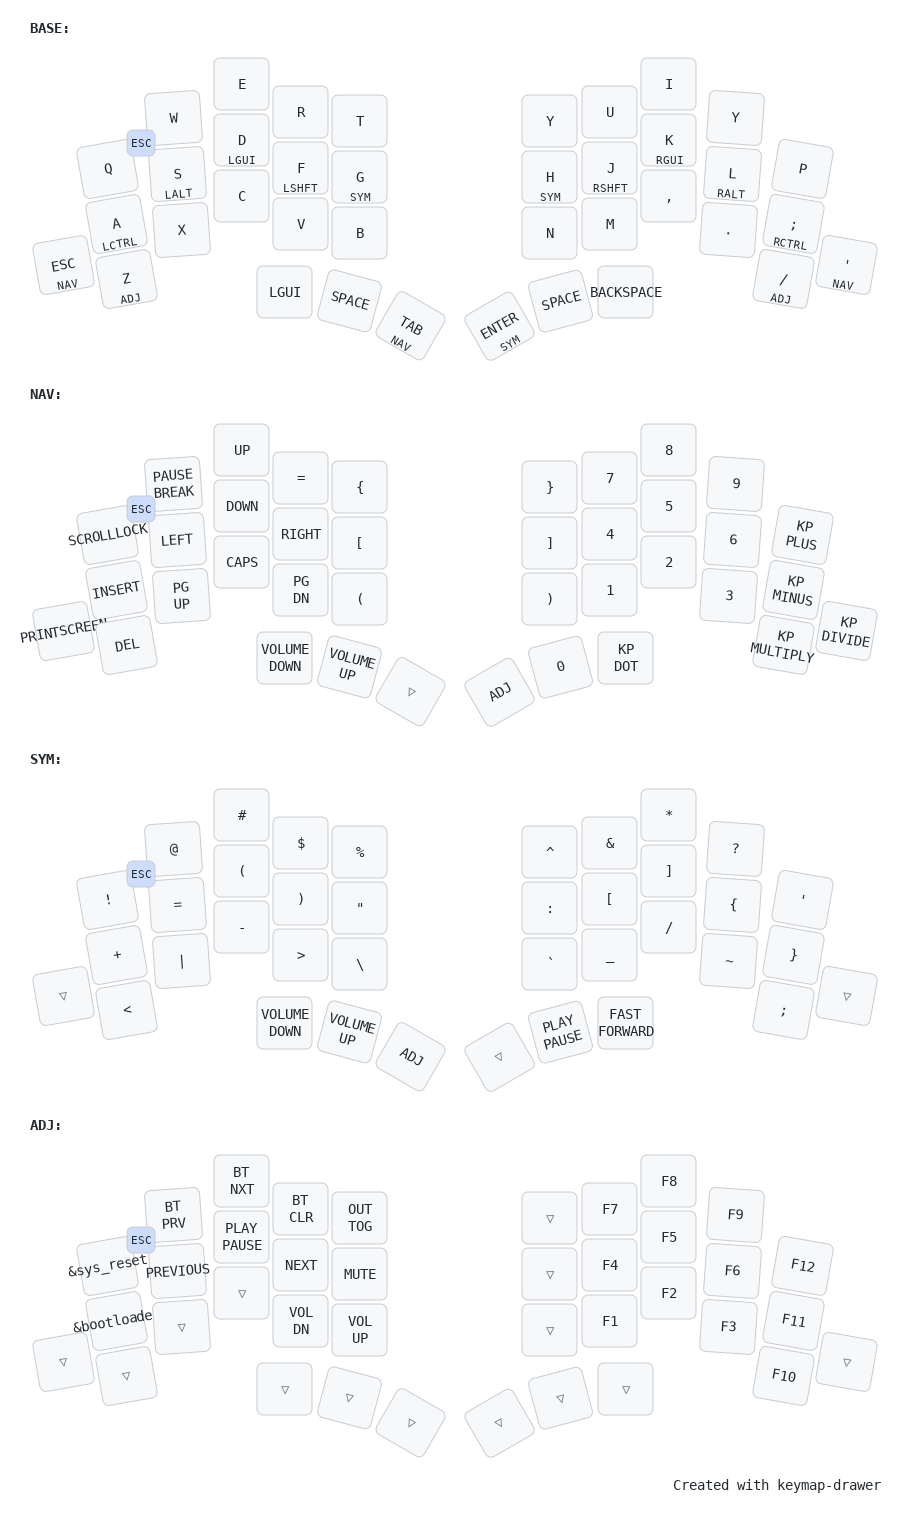 BASE:
Q
W
E
R
T
Y
U
I
Y
P
ESC
A
LCTRL
S
LALT
D
LGUI
F
LSHFT
G
SYM
H
SYM
J
RSHFT
K
RGUI
L
RALT
;
RCTRL
ESC
NAV
Z
ADJ
X
C
V
B
N
M
,
.
/
ADJ
'
NAV
LGUI
SPACE
TAB
NAV
ENTER
SYM
SPACE
BACKSPACE
NAV:
SCROLLLOCK
PAUSE
BREAK
UP
=
{
}
7
8
9
KP
PLUS
ESC
INSERT
LEFT
DOWN
RIGHT
[
]
4
5
6
KP
MINUS
PRINTSCREEN
DEL
PG
UP
CAPS
PG
DN
(
)
1
2
3
KP
MULTIPLY
KP
DIVIDE
VOLUME
DOWN
VOLUME
UP
▽
ADJ
0
KP
DOT
SYM:
!
@
#
$
%
^
&
*
?
'
ESC
+
=
(
)
"
:
[
]
{
}
▽
<
|
-
>
\
`
_
/
~
;
▽
VOLUME
DOWN
VOLUME
UP
ADJ
▽
PLAY
PAUSE
FAST
FORWARD
ADJ:
&sys_reset
BT
PRV
BT
NXT
BT
CLR
OUT
TOG
▽
F7
F8
F9
F12
ESC
&bootloade
PREVIOUS
PLAY
PAUSE
NEXT
MUTE
▽
F4
F5
F6
F11
▽
▽
▽
▽
VOL
DN
VOL
UP
▽
F1
F2
F3
F10
▽
▽
▽
▽
▽
▽
▽
Created with keymap-drawer